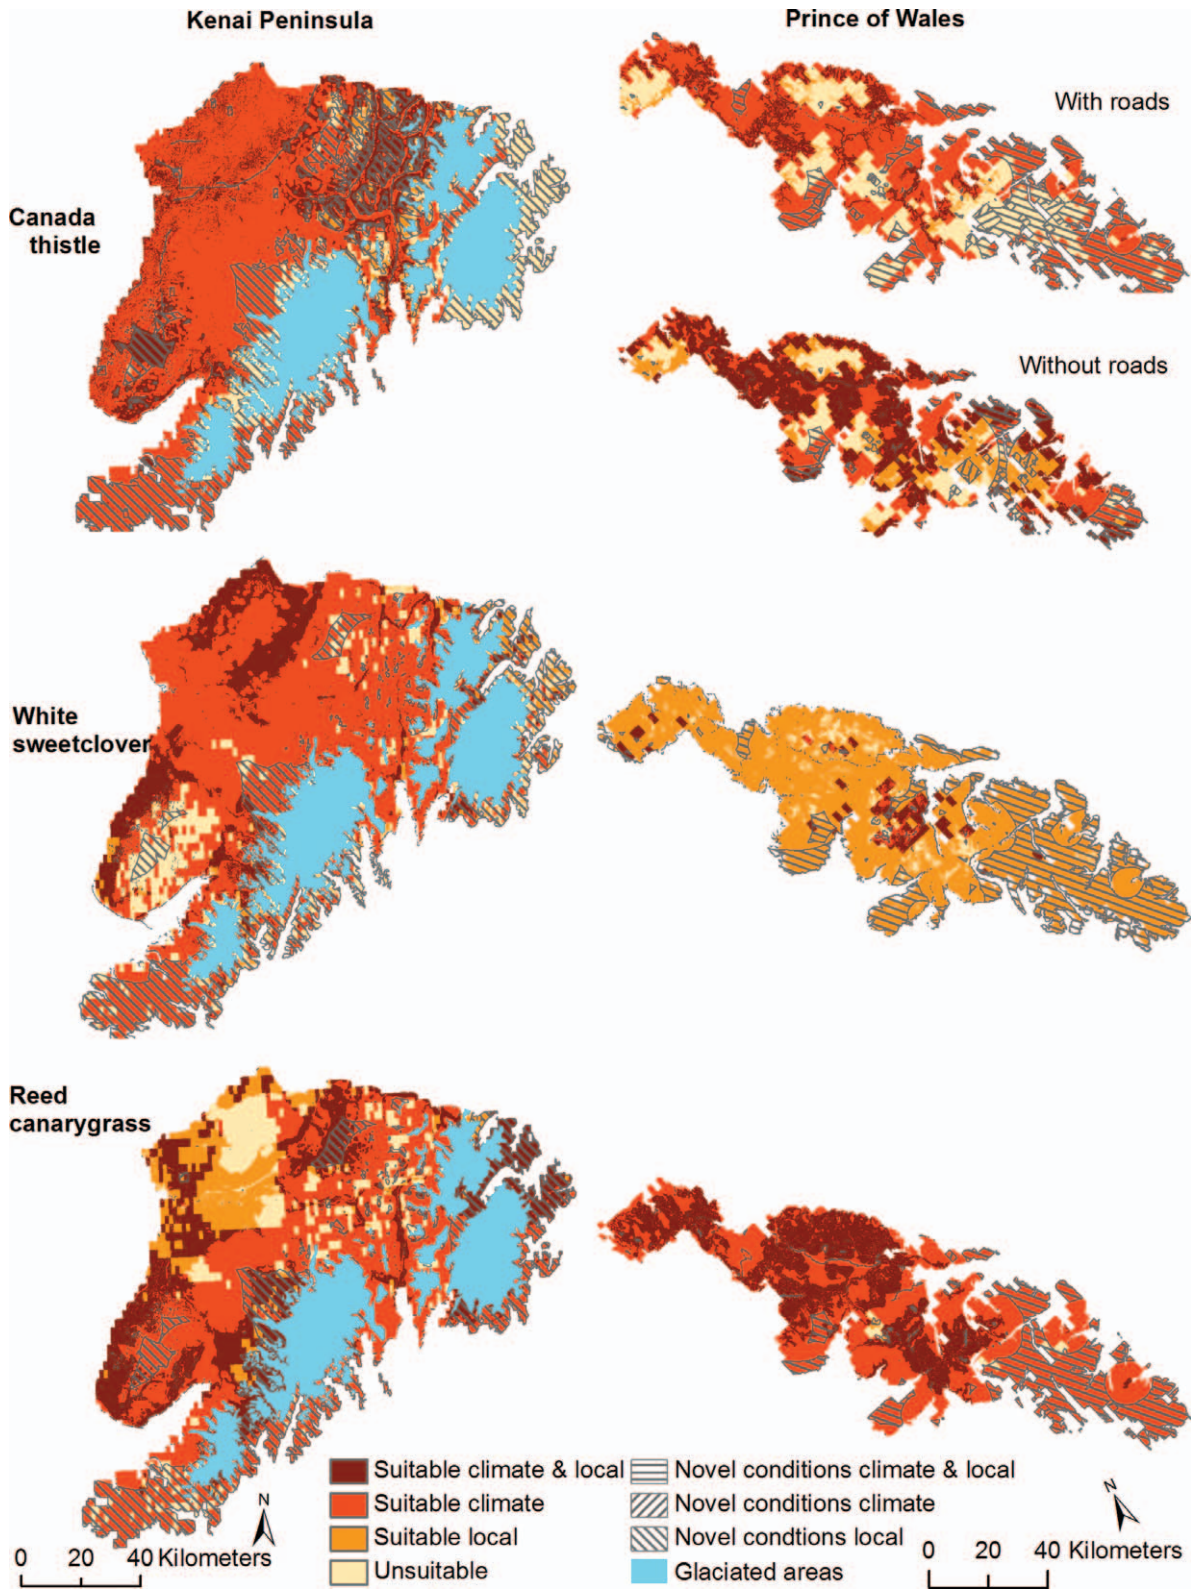 Kenai Peninsula
Prince of Wales
With roads
Canada
thistle
Without roads
White
sweetclover
Reed
canarygrass
Suitable climate & local
Suitable climate
Suitable local
Unsuitable
Novel conditions climate & local
Novel conditions climate
Novel condtions local
Glaciated areas
N
0 20 40 Kilometers
N
0 20 40 Kilometers